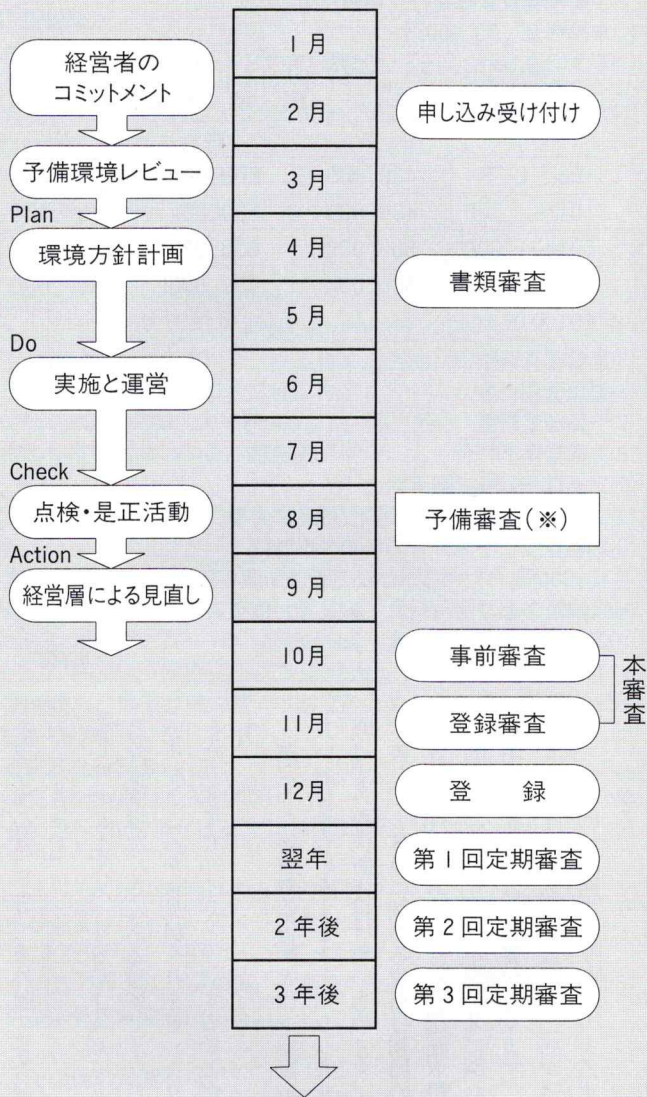 経営者の
コミットメント
予備環境レビュー
Plan
環境方針計画
Do
実施と運営
Check
点検・是正活動
Action
経営層による見直し
1月
2月
3月
4月
5月
6月
7月
8月
9月
10月
11月
12月
翌年
2年後
3年後
申し込み受け付け
書類審査
予備審査(※)
事前審査
登録審査
本審査
登 録
第1回定期審査
第2回定期審査
第3回定期審査